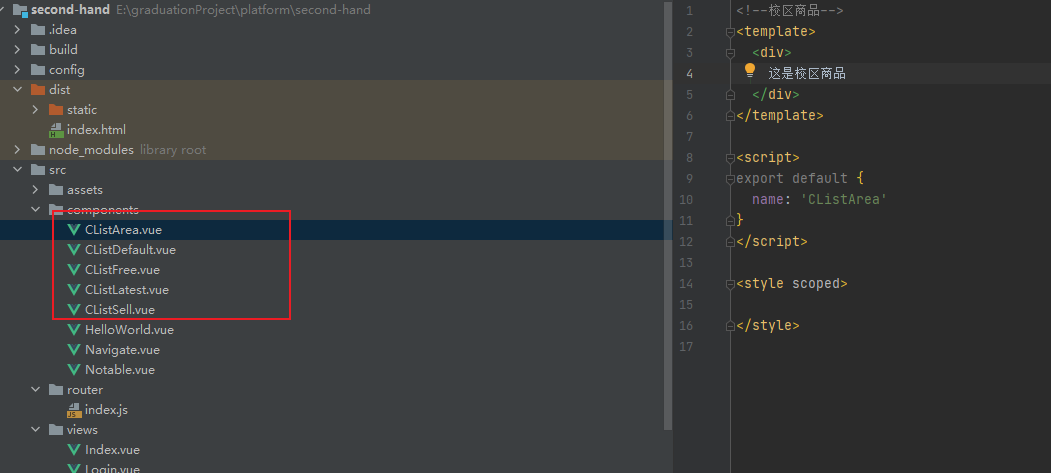 second-hand E:\graduationProject\platform\second-hand
.idea
build
config
dist
static
index.html
node_modules library root
src
assets
components
CListArea.vue
CListDefault.vue
CListFree.vue
CListLatest.vue
CListSell.vue
HelloWorld.vue
Navigate.vue
Notable.vue
router
index.js
views
Index.vue
Login.vue
1 <!--校区商品-->
2 <template>
3 <div>
4 这是校区商品
5 </div>
6 </template>
7
8 <script>
9 export default {
10 name: 'CListArea'
11 }
12 </script>
13
14 <style scoped>
15
16 </style>
17